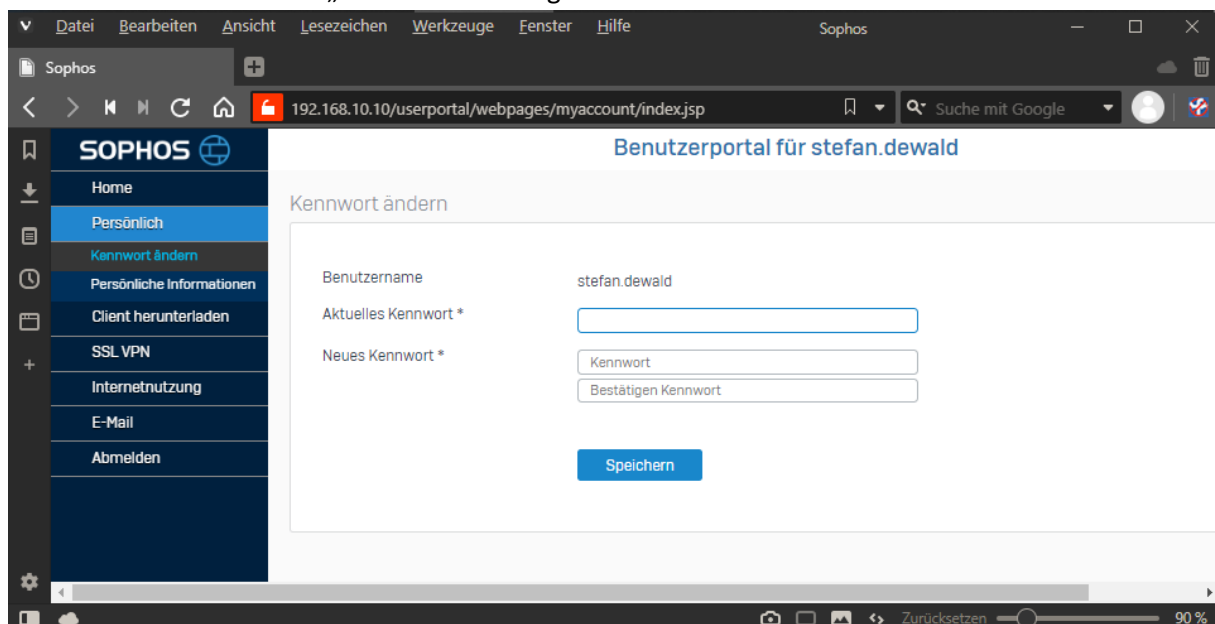 Datei Bearbeiten Ansicht Lesezeichen Werkzeuge Fenster Hilfe Sophos
Sophos
192.168.10.10/userportal/webpages/myaccount/index.jsp Suche mit Google
SOPHOS Benutzerportal für stefan.dewald
Home
Kennwort ändern
Persönlich
Kennwort ändern
Persönliche Informationen
Client herunterladen
SSL VPN
Internetnutzung
E-Mail
Abmelden
Benutzername stefan.dewald
Aktuelles Kennwort *
Neues Kennwort * Kennwort
Bestätigen Kennwort
Speichern
Zurücksetzen 90 %